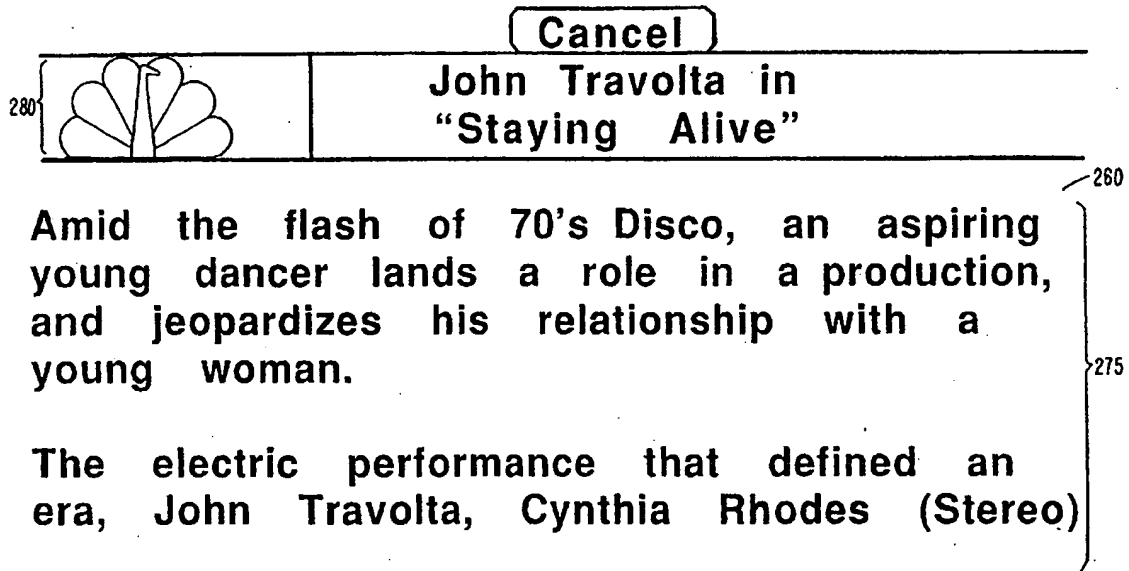 Cancel
John Travolta in
“Staying Alive”
280
260
Amid the flash of 70's Disco, an aspiring
young dancer lands a role in a production,
and jeopardizes his relationship with a
young woman.
275
The electric performance that defined an
era, John Travolta, Cynthia Rhodes (Stereo)